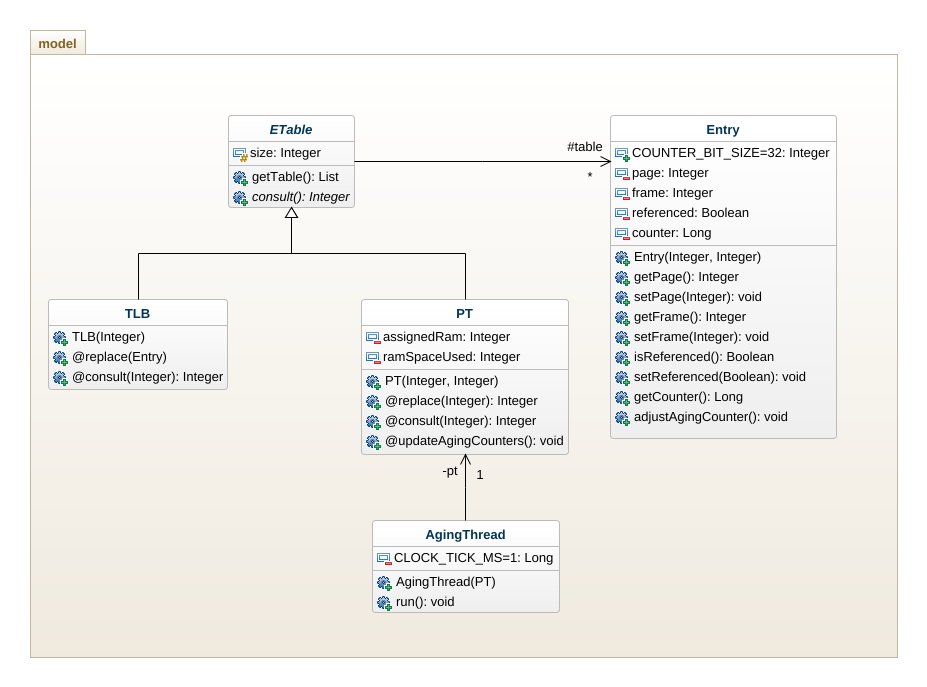 model
ETable
size: Integer
getTable(): List
consult(): Integer
#table
*
Entry
COUNTER_BIT_SIZE=32: Integer
page: Integer
frame: Integer
referenced: Boolean
counter: Long
Entry(Integer, Integer)
getPage(): Integer
setPage(Integer): void
getFrame(): Integer
setFrame(Integer): void
isReferenced(): Boolean
setReferenced(Boolean): void
getCounter(): Long
adjustAgingCounter(): void
TLB
TLB(Integer)
@replace(Entry)
@consult(Integer): Integer
PT
assignedRam: Integer
ramSpaceUsed: Integer
PT(Integer, Integer)
@replace(Integer): Integer
@consult(Integer): Integer
@updateAgingCounters(): void
-pt
1
AgingThread
CLOCK_TICK_MS=1: Long
AgingThread(PT)
run(): void